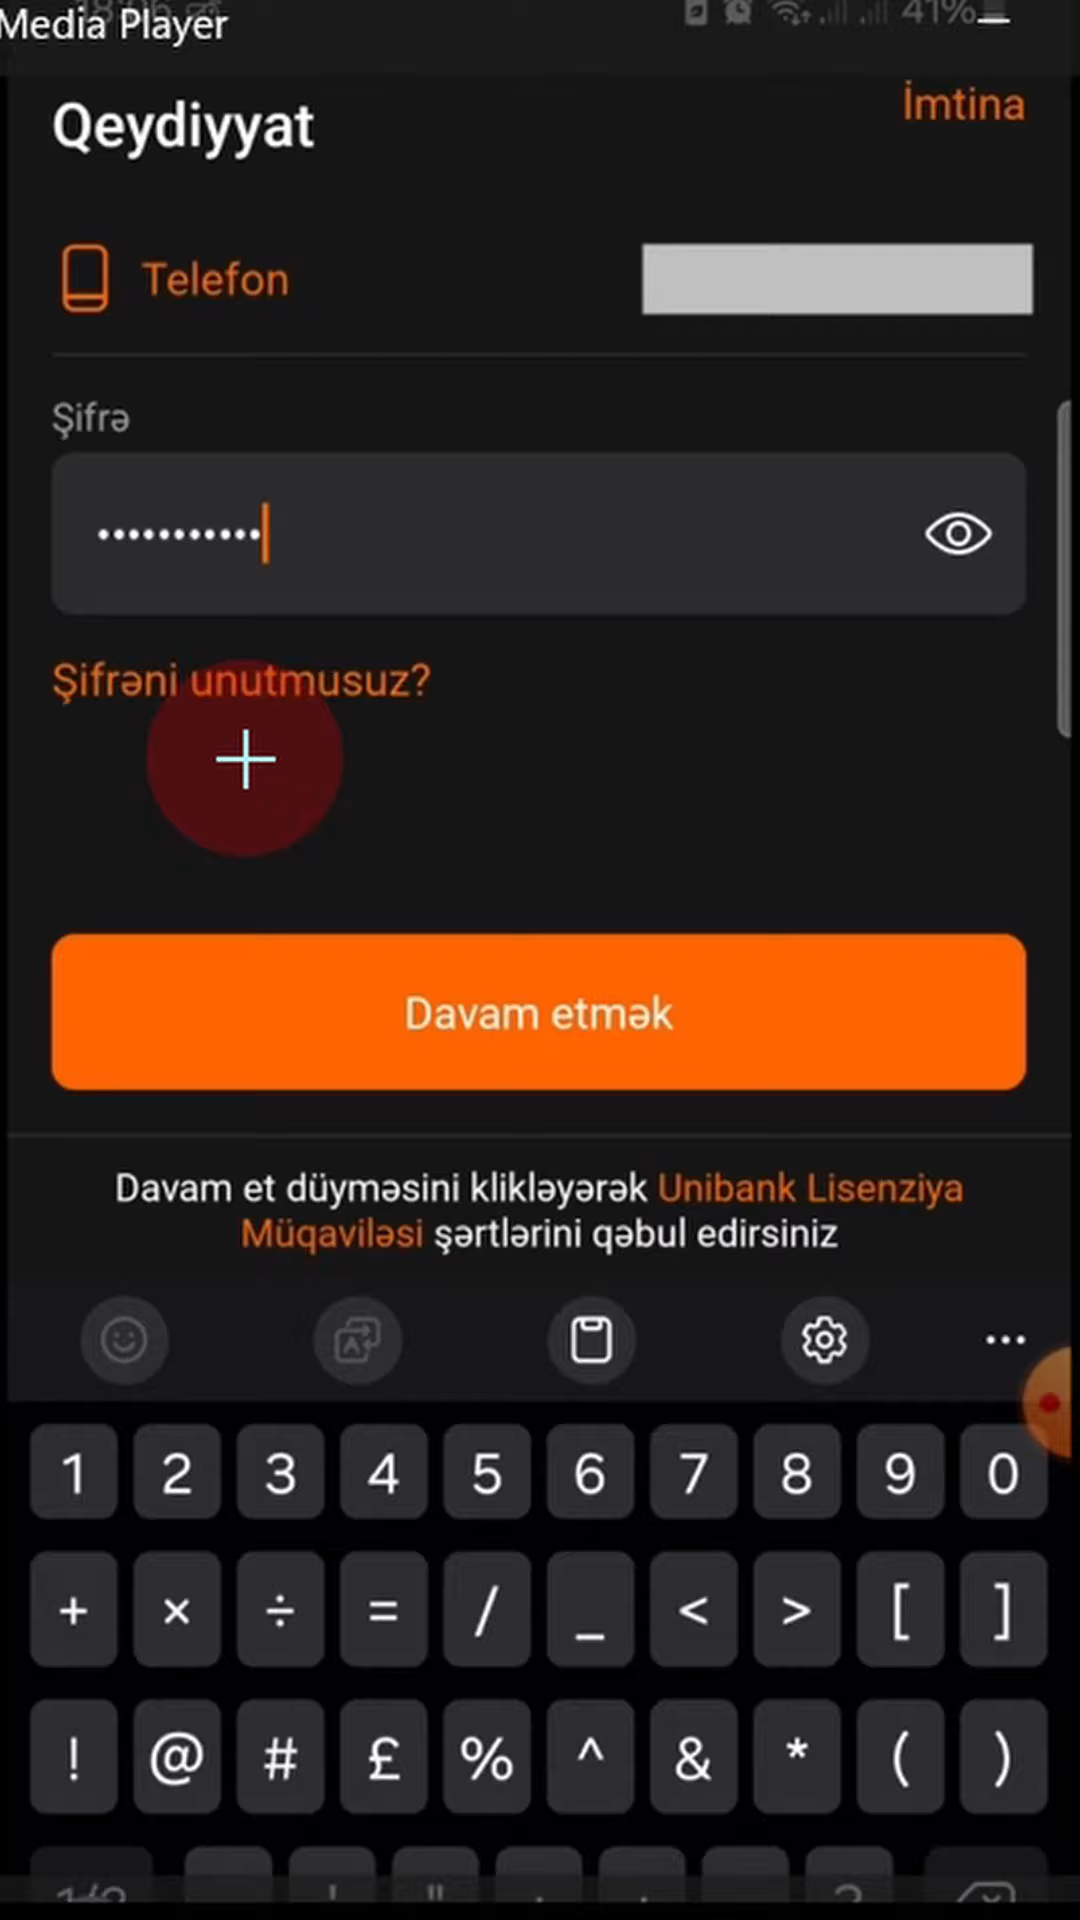 Media Player
41%
Qeydiyyat
İmtina
Telefon
Şifrə
Şifrəni unutmusuz?
Davam etmək
Davam et düyməsini klikləyərək Unibank Lisenziya
Müqaviləsi şərtlərini qəbul edirsiniz
1 2 3 4 5 6 7 8 9 0
+ × ÷ = / _ < > [ ]
! @ # £ % ^ & * ( )